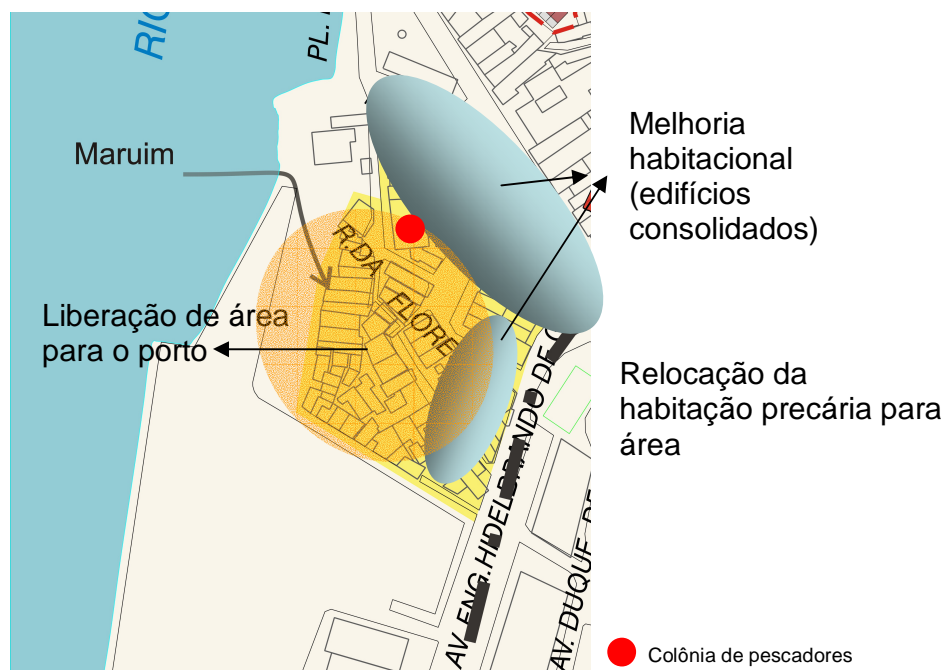 RIO
PL.
Maruim
Melhoria
habitacional
(edifícios
consolidados)
R.DA
FLORE
Liberação de área
para o porto
Relocação da
habitação precária para
área
AV. ENG.HIDELBRANDO DE
AV. DUQUE DE
Colônia de pescadores